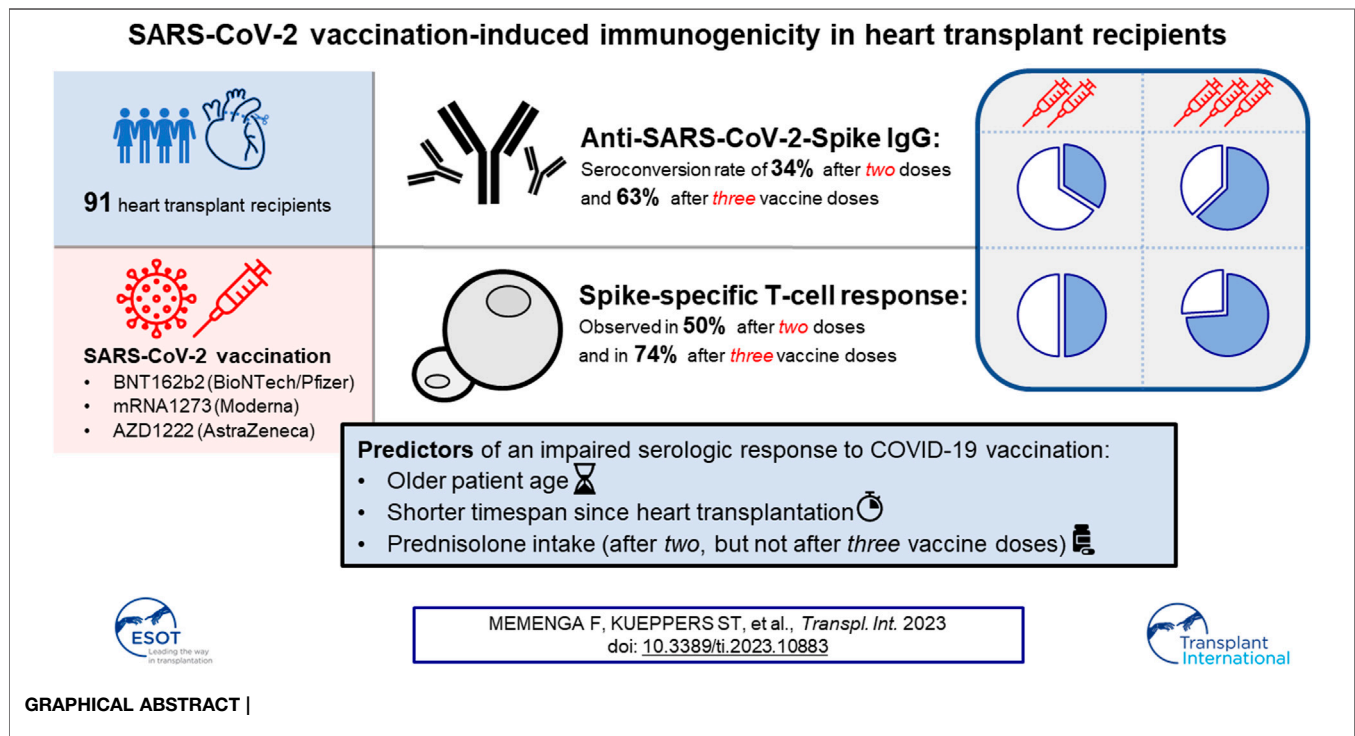 SARS-CoV-2 vaccination-induced immunogenicity in heart transplant recipients
91 heart transplant recipients
Anti-SARS-CoV-2-Spike IgG:
Seroconversion rate of 34% after two doses
and 63% after three vaccine doses
SARS-CoV-2 vaccination
• BNT162b2 (BioNTech/Pfizer)
• mRNA1273 (Moderna)
• AZD1222 (AstraZeneca)
Spike-specific T-cell response:
Observed in 50% after two doses
and in 74% after three vaccine doses
Predictors of an impaired serologic response to COVID-19 vaccination:
• Older patient age
• Shorter timespan since heart transplantation
• Prednisolone intake (after two, but not after three vaccine doses)
ESOT
Leading the way
in transplantation
MEMENGA F, KUEPPERS ST, et al., Transpl. Int. 2023
doi: 10.3389/ti.2023.10883
Transplant
International
GRAPHICAL ABSTRACT |